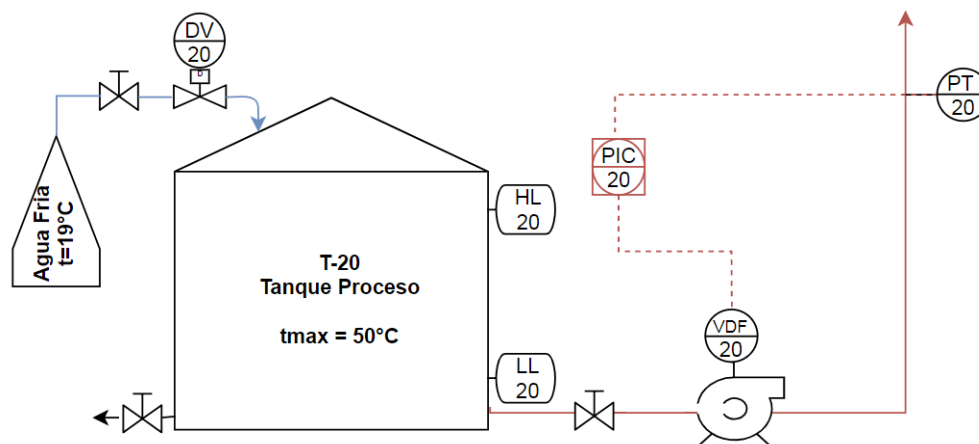 DV
20
PT
20
PIC
20
HL
20
Agua Fria
t=19°C
T-20
Tanque Proceso
tmax = 50°C
VDF
20
LL
20